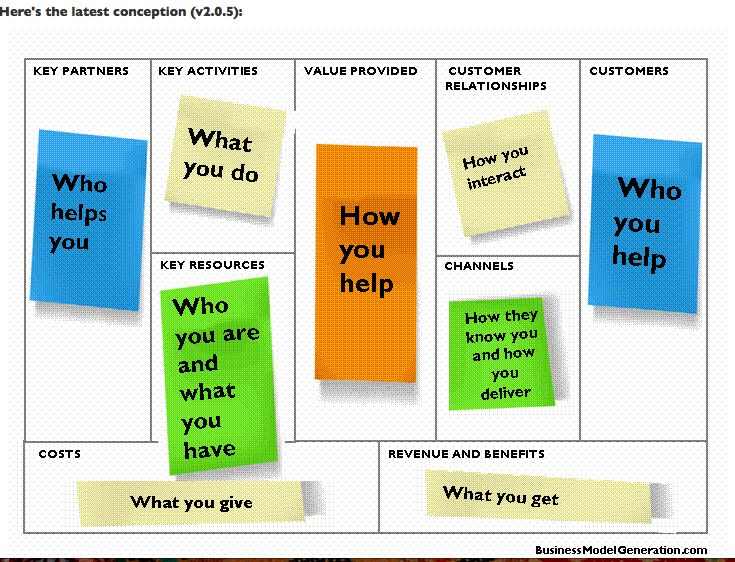 Here's the latest conception (v2.0.5):
KEY PARTNERS
Who
helps
you
KEY ACTIVITIES
What
you do
KEY RESOURCES
Who
you are
and
what
you
have
VALUE PROVIDED
How
you
help
CUSTOMER
RELATIONSHIPS
How you
interact
CHANNELS
How they
know you
and how
you
deliver
CUSTOMERS
Who
you
help
COSTS
What you give
REVENUE AND BENEFITS
What you get
BusinessModelGeneration.com